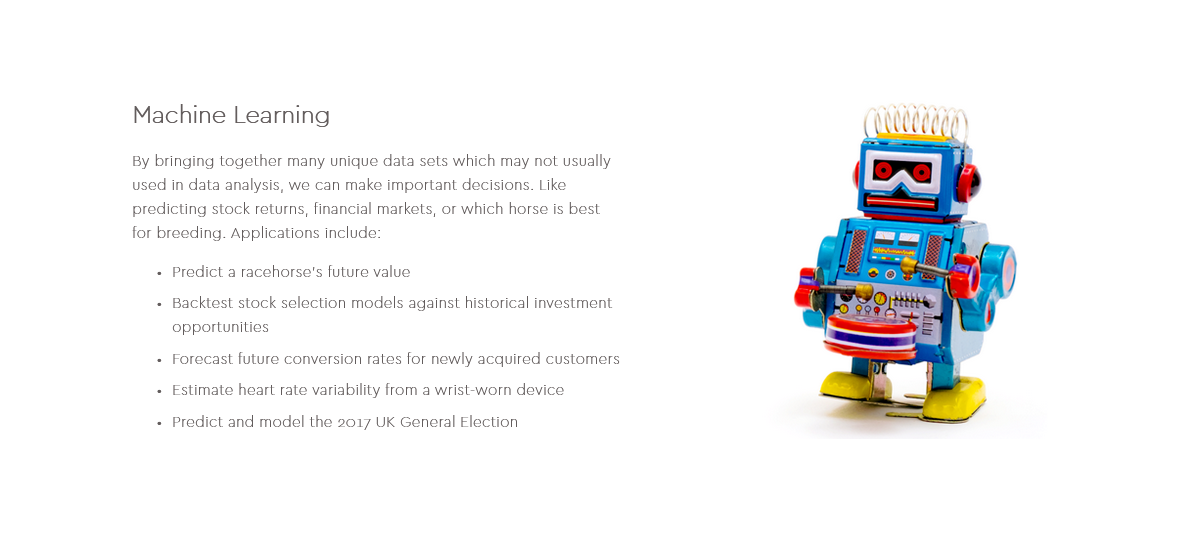 Machine Learning
By bringing together many unique data sets which may not usually
used in data analysis, we can make important decisions. Like
predicting stock returns, financial markets, or which horse is best
for breeding. Applications include:
• Predict a racehorse's future value
• Backtest stock selection models against historical investment
opportunities
• Forecast future conversion rates for newly acquired customers
• Estimate heart rate variability from a wrist-worn device
• Predict and model the 2017 UK General Election